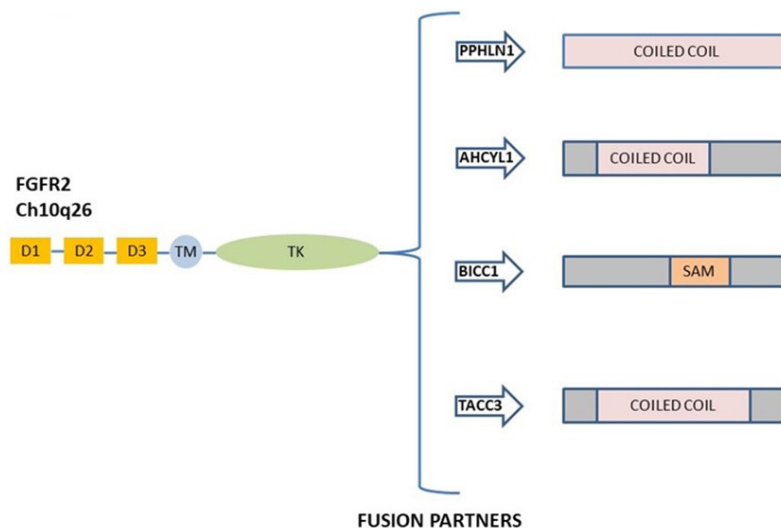 PPHLN1
COILED COIL
AHCYL1
COILED COIL
FGFR2
Ch10q26
D1
D2
D3
TM
TK
BICC1
SAM
TACC3
COILED COIL
FUSION PARTNERS